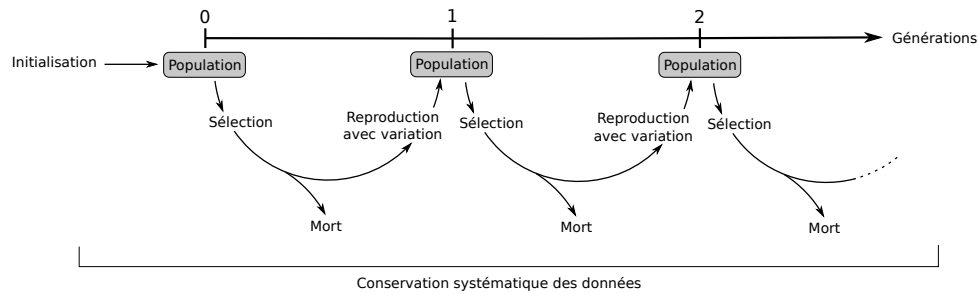 0 1 2
Générations
Initialisation
Population Population Population
Sélection
Reproduction
avec variation
Sélection
Reproduction
avec variation
Sélection
Mort Mort Mort
Conservation systématique des données